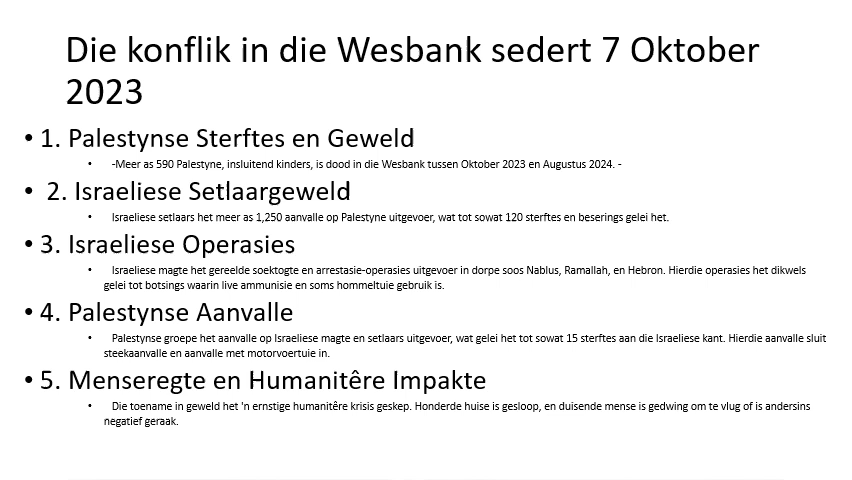 Die konflik in die Wesbank sedert 7 Oktober
2023
• 1. Palestynse Sterftes en Geweld
• -Meer as 590 Palestyne, insluitend kinders, is dood in die Wesbank tussen Oktober 2023 en Augustus 2024. -
• 2. Israeliese Setlaargeweld
• Israeliese setlaars het meer as 1,250 aanvalle op Palestyne uitgevoer, wat tot sowat 120 sterftes en beserings gelei het.
• 3. Israeliese Operasies
• Israeliese magte het gereelde soektogte en arrestasie-operasies uitgevoer in dorpe soos Nablus, Ramallah, en Hebron. Hierdie operasies het dikwels
gelei tot botsings waarin live ammunisie en soms hommeltuie gebruik is.
• 4. Palestynse Aanvalle
• Palestynse groepe het aanvalle op Israeliese magte en setlaars uitgevoer, wat gelei het tot sowat 15 sterftes aan die Israeliese kant. Hierdie aanvalle sluit
steekaanvalle en aanvalle met motorvoertuie in.
• 5. Menseregte en Humanitêre Impakte
• Die toename in geweld het 'n ernstige humanitêre krisis geskep. Honderde huise is gesloop, en duisende mense is gedwing om te vlug of is andersins
negatief geraak.